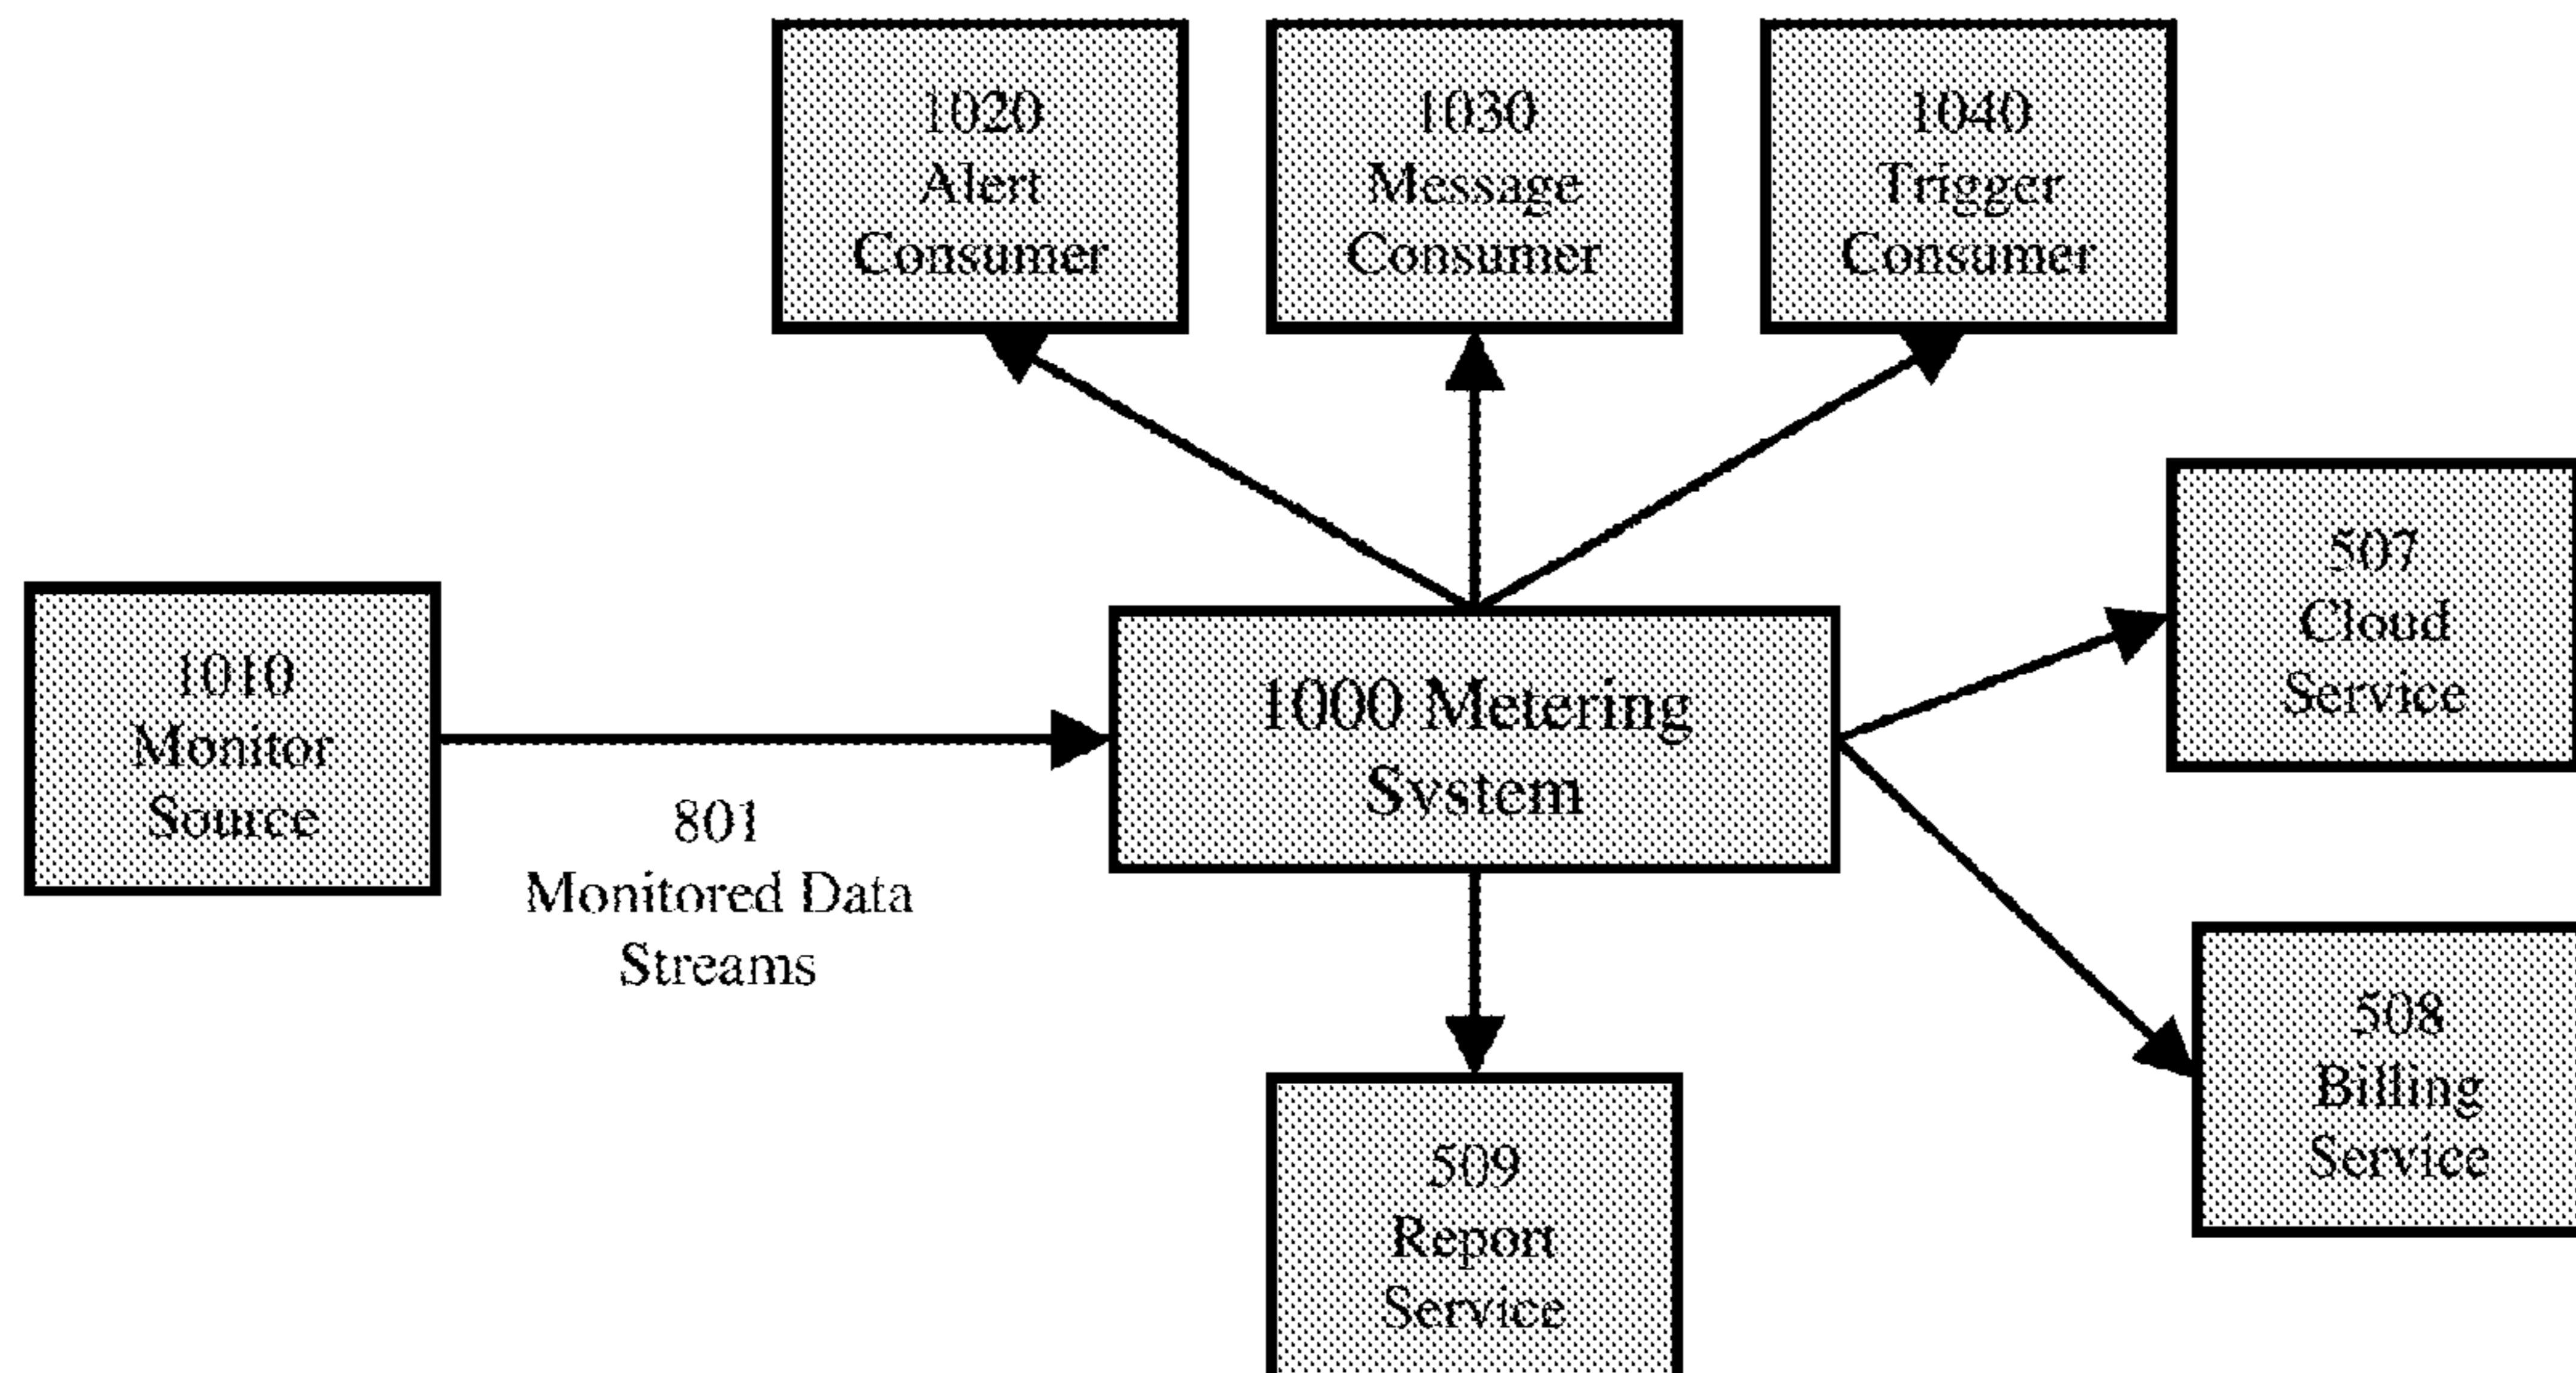 1020
Alert
Consumer
1030
Message
Consumer
1040
Trigger
Consumer
507
Cloud
Service
1010
Monitor
Source
1000 Metering
System
801
Monitored Data
Streams
508
Billing
Service
509
Report
Service